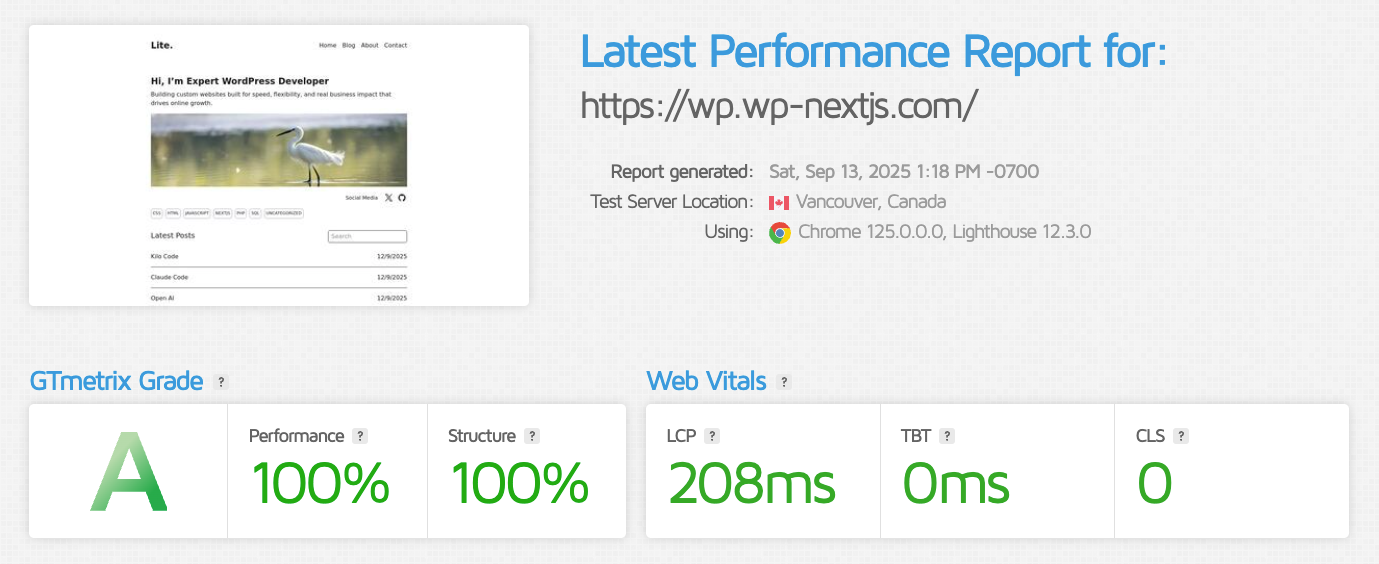 Lite.
Home Blog About Contact
Hi, I'm Expert WordPress Developer
Building custom websites built for speed, flexibility, and real business impact that
drives online growth.
Social Media
CSS HTML JAVASCRIPT NEXTJS PHP SQL UNCATEGORIZED
Latest Posts
Search
Kilo Code 12/9/2025
Claude Code 12/9/2025
Open AI 12/9/2025
Latest Performance Report for:
https://wp.wp-nextjs.com/
Report generated: Sat, Sep 13, 2025 1:18 PM -0700
Test Server Location: Vancouver, Canada
Using: Chrome 125.0.0.0, Lighthouse 12.3.0
GTmetrix Grade ?
A
Performance ?
100%
Structure ?
100%
Web Vitals ?
LCP ?
208ms
TBT ?
0ms
CLS ?
0